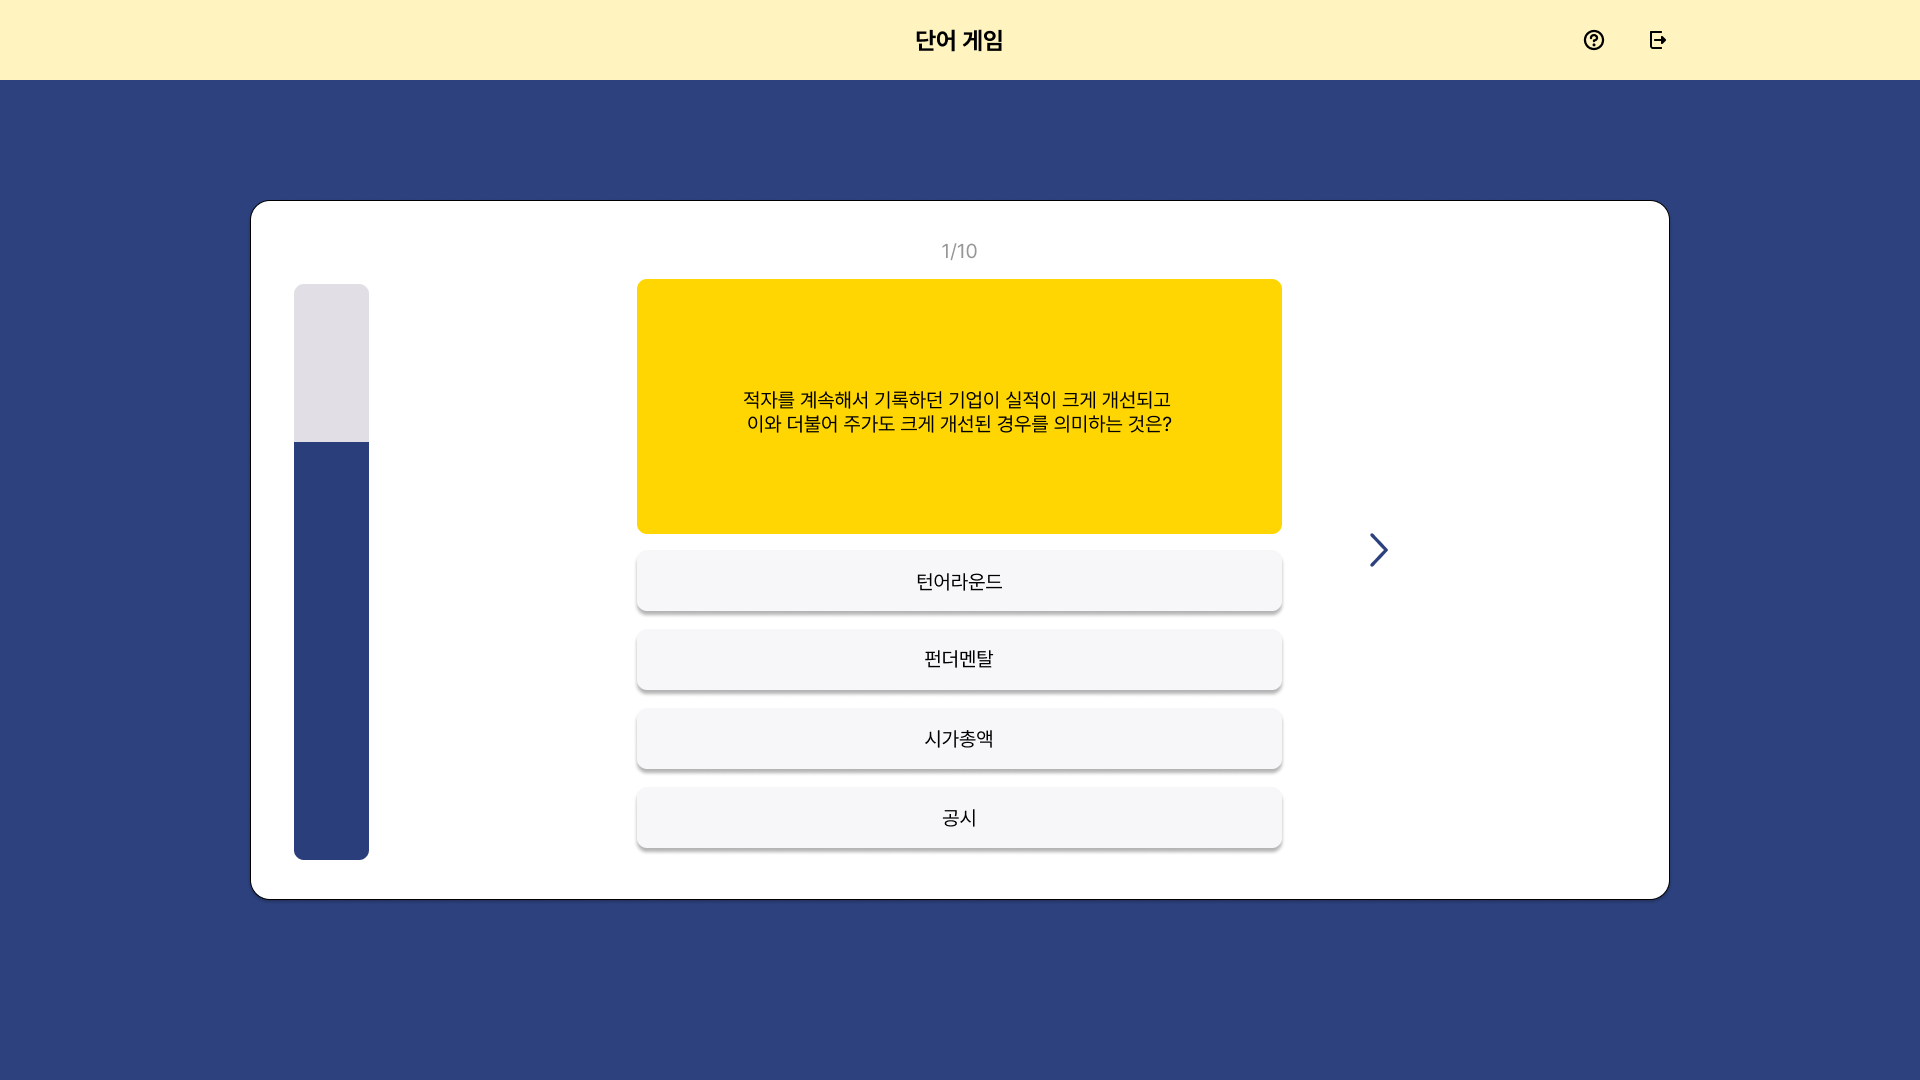 단어 게임
1/10
적자를 계속해서 기록하던 기업이 실적이 크게 개선되고
이와 더불어 주가도 크게 개선된 경우를 의미하는 것은?
턴어라운드
펀더멘탈
시가총액
공시